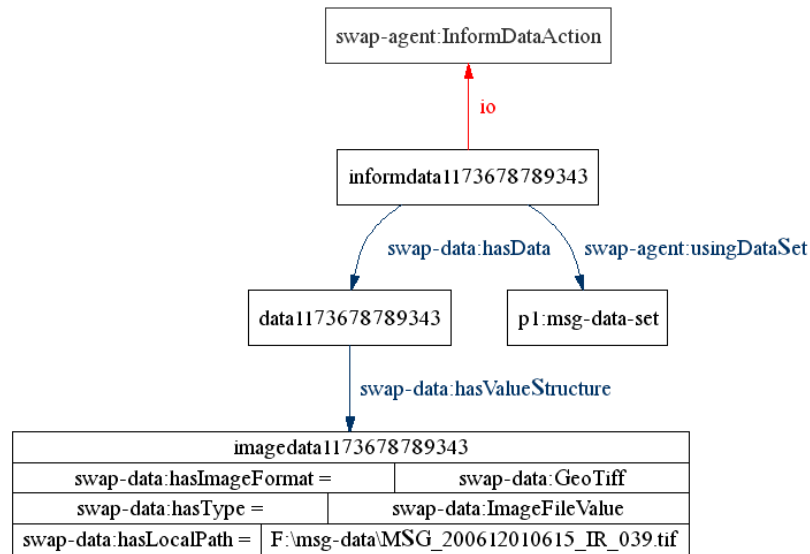 swap-agent:InformDataAction
io
informdata1173678789343
swap-data:hasData
swap-agent:usingDataSet
data1173678789343
p1:msg-data-set
swap-data:hasValueStructure
imagedata1173678789343
swap-data:hasImageFormat = swap-data:GeoTiff
swap-data:hasType = swap-data:ImageFileValue
swap-data:hasLocalPath = F:\msg-data\MSG_200612010615_IR_039.tif